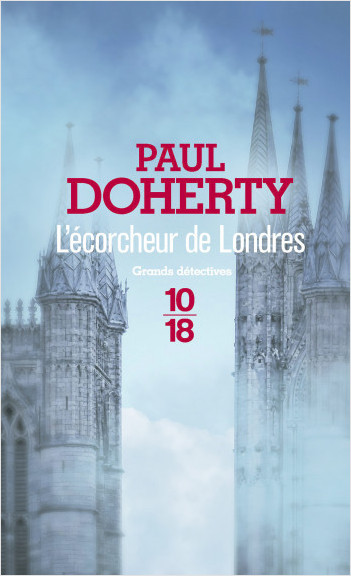 PAUL
DOHERTY
L'écorcheur de Londres
Grands détectives
10
18